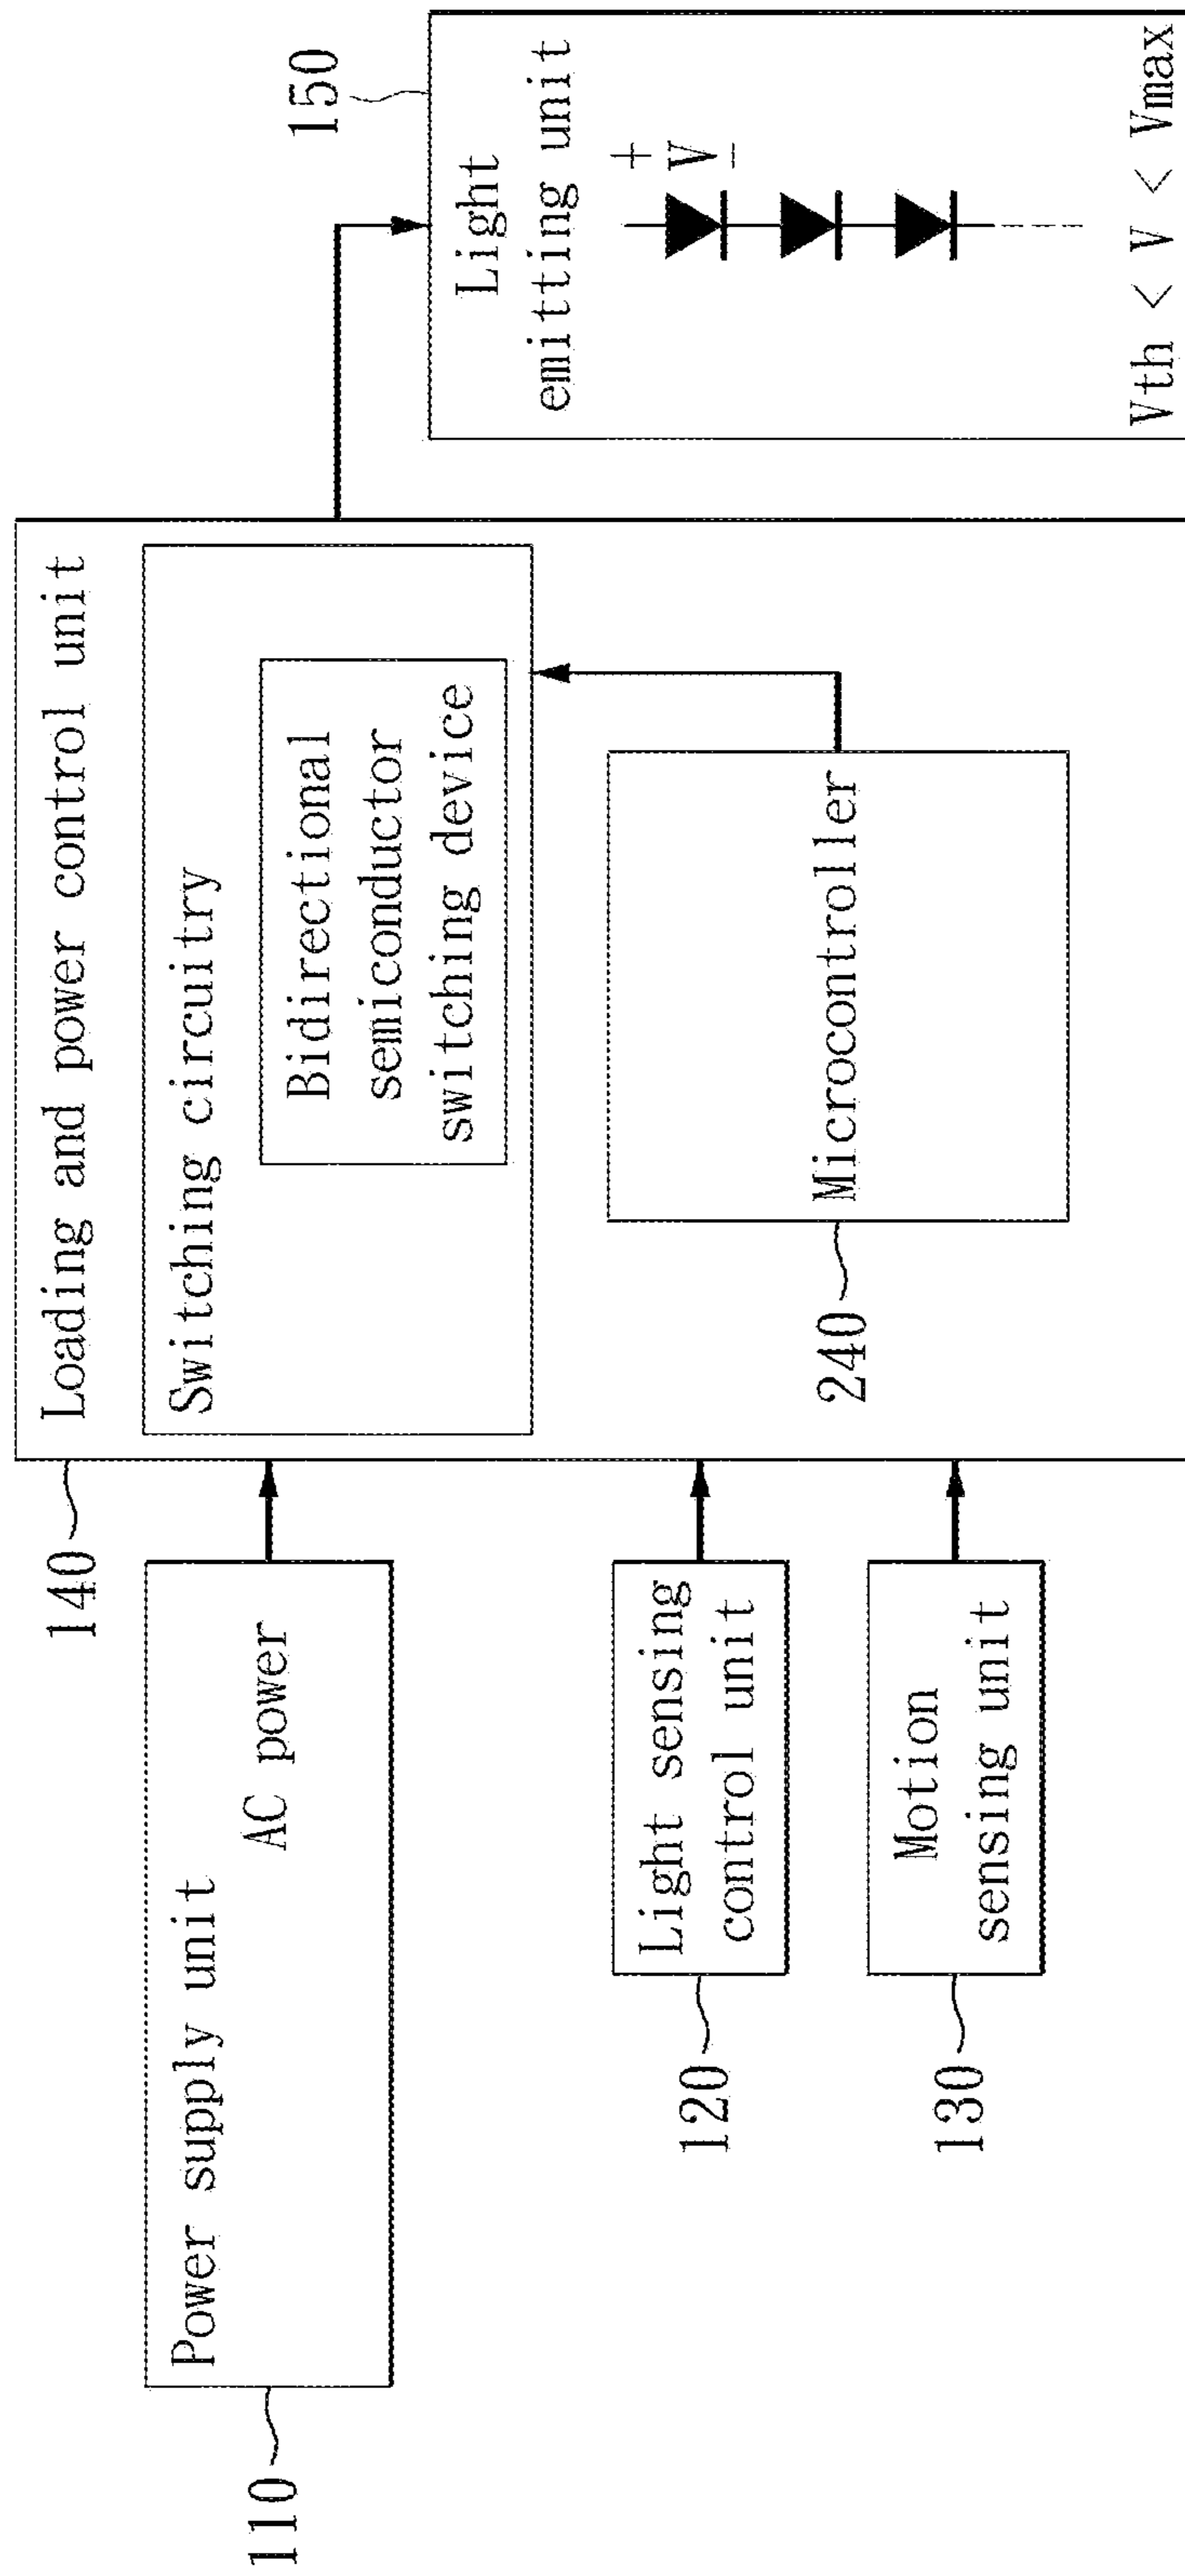 110
Power supply unit
AC power
120
Light sensing
control unit
130
Motion
sensing unit
140
Loading and power control unit
Switching circuitry
Bidirectional
semiconductor
switching device
240
Microcontroller
150
Light
emitting unit
+
V
−
Vth < V < Vmax